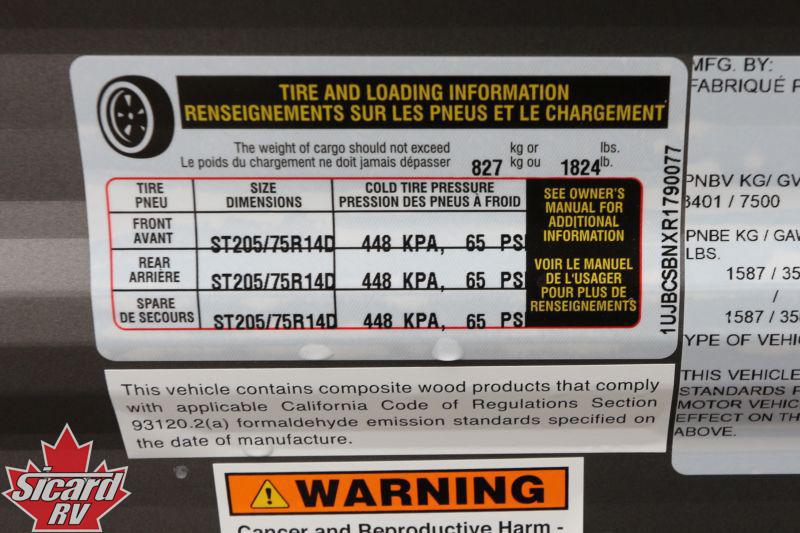 TIRE AND LOADING INFORMATION
RENSEIGNEMENTS SUR LES PNEUS ET LE CHARGEMENT
The weight of cargo should not exceed kg or lbs.
Le poids du chargement ne doit jamais dépasser 827 kg ou 1824 lb.
TIRE SIZE COLD TIRE PRESSURE
PNEU DIMENSIONS PRESSION DES PNEUS À FROID
FRONT
AVANT ST205/75R14D 448 KPA, 65 PSI
REAR
ARRIÈRE ST205/75R14D 448 KPA, 65 PSI
SPARE
DE SECOURS ST205/75R14D 448 KPA, 65 PSI
SEE OWNER'S
MANUAL FOR
ADDITIONAL
INFORMATION
VOIR LE MANUEL
DE L'USAGER
POUR PLUS DE
RENSEIGNEMENTS
1UJBCSBNXR1790077
MFG. BY:
FABRIQUÉ P
PNBV KG/ GV
3401 / 7500
PNBE KG / GAW
LBS.
1587 / 35
/
1587 / 35
TYPE OF VEHI
THIS VEHICLE
STANDARDS F
MOTOR VEHIC
EFFECT ON TH
ABOVE.
This vehicle contains composite wood products that comply
with applicable California Code of Regulations Section
93120.2(a) formaldehyde emission standards specified on
the date of manufacture.
WARNING
Cancer and Reproductive Harm -
Sicard
RV